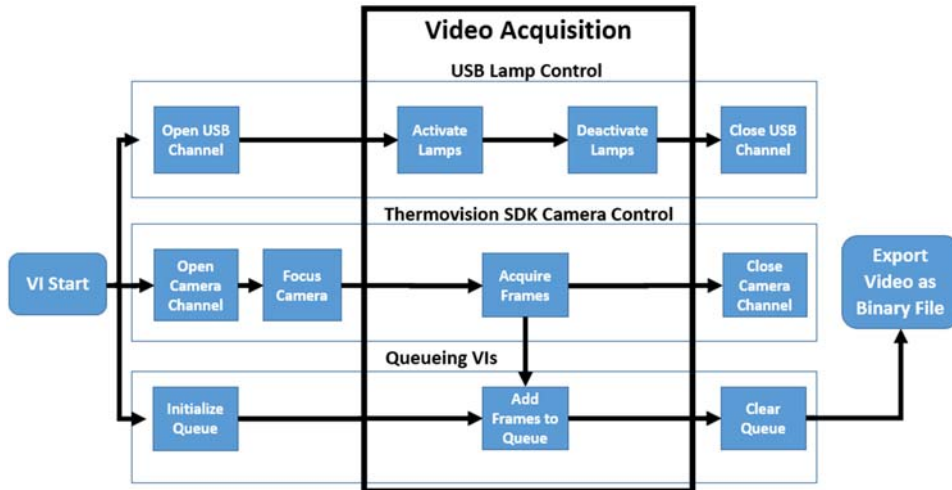 Video Acquisition
USB Lamp Control
Open USB
Channel
Activate
Lamps
Deactivate
Lamps
Close USB
Channel
Thermovision SDK Camera Control
VI Start
Open
Camera
Channel
Focus
Camera
Acquire
Frames
Close
Camera
Channel
Export
Video as
Binary File
Queueing VIs
Initialize
Queue
Add
Frames to
Queue
Clear
Queue